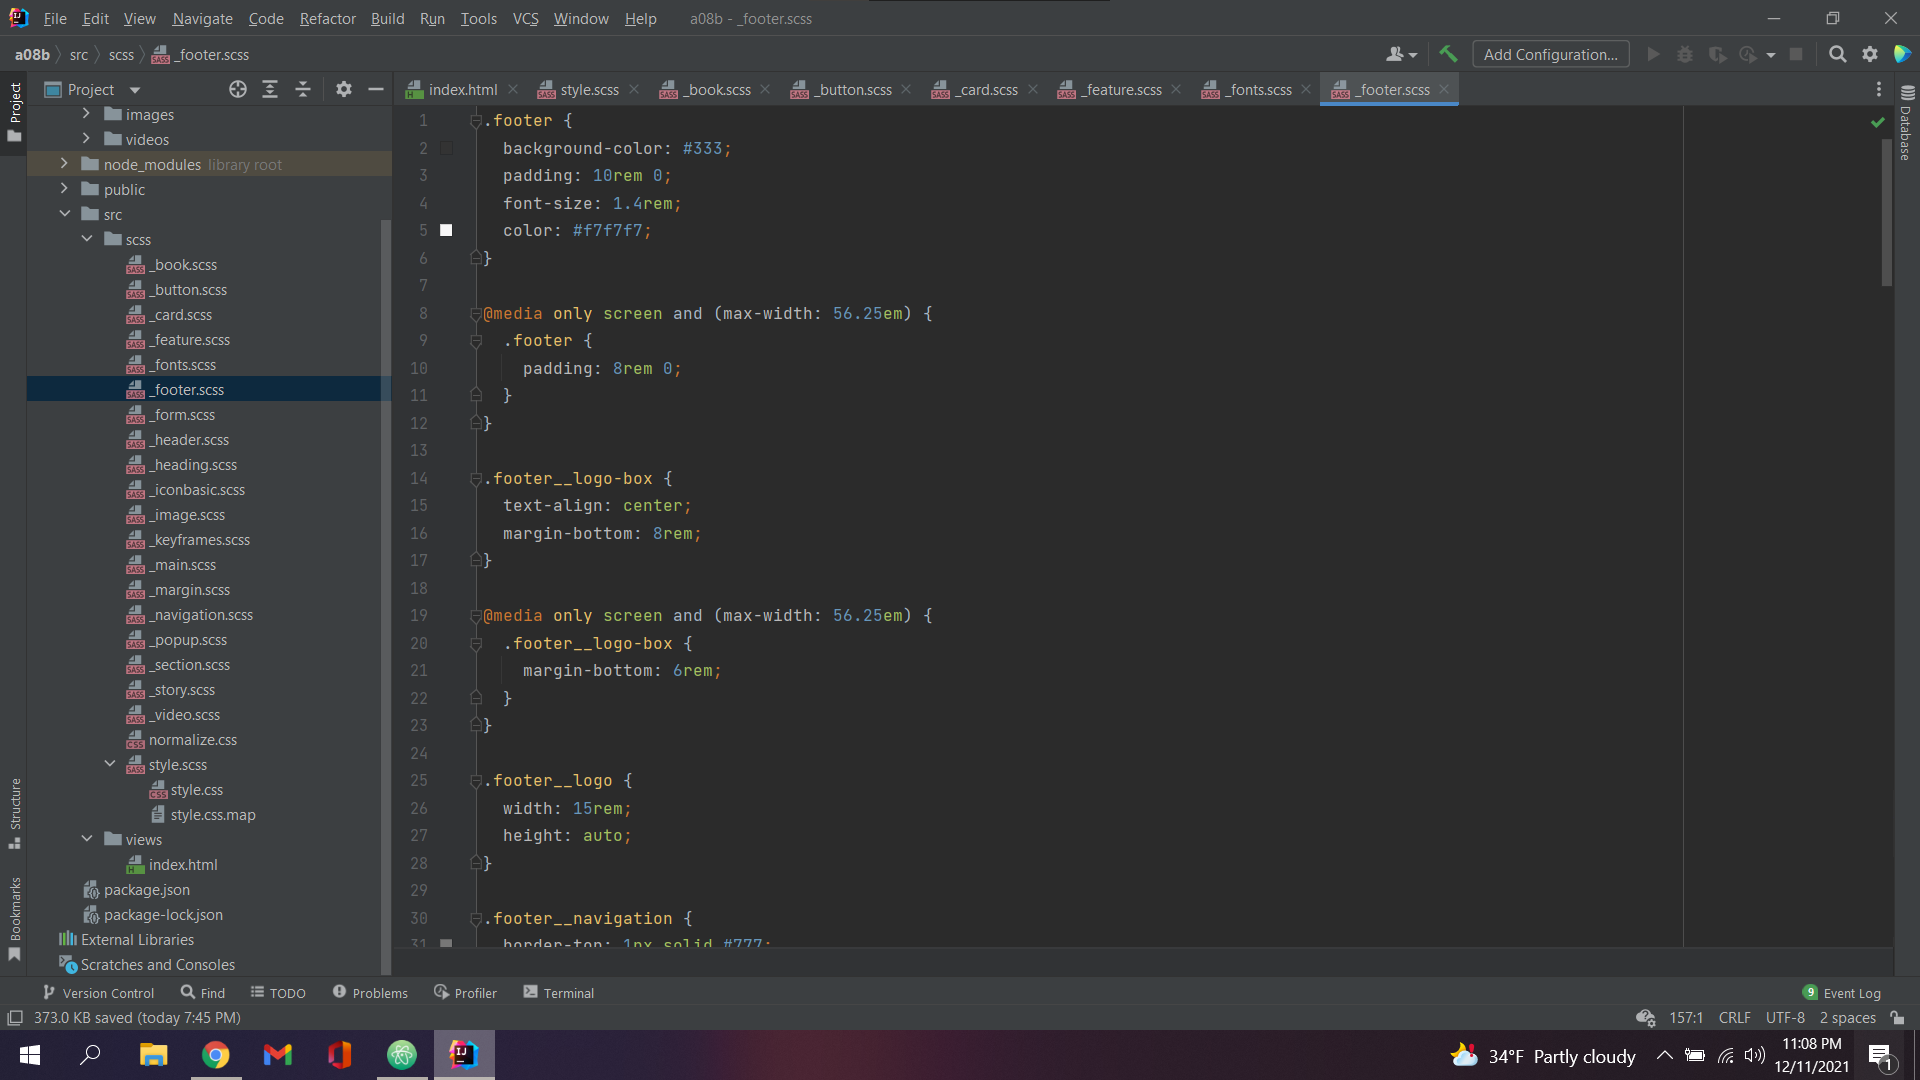 File Edit View Navigate Code Refactor Build Run Tools VCS Window Help a08b - _footer.scss
a08b src scss _footer.scss Add Configuration...
Project
Project
index.html style.scss _book.scss _button.scss _card.scss _feature.scss _fonts.scss _footer.scss
Database
images
videos
node_modules library root
public
src
scss
_book.scss
_button.scss
_card.scss
_feature.scss
_fonts.scss
_footer.scss
_form.scss
_header.scss
_heading.scss
_iconbasic.scss
_image.scss
_keyframes.scss
_main.scss
_margin.scss
_navigation.scss
_popup.scss
_section.scss
_story.scss
_video.scss
normalize.css
style.scss
style.css
style.css.map
views
index.html
package.json
package-lock.json
External Libraries
Scratches and Consoles
Structure
Bookmarks
1 .footer {
2 background-color: #333;
3 padding: 10rem 0;
4 font-size: 1.4rem;
5 color: #f7f7f7;
6 }
7
8 @media only screen and (max-width: 56.25em) {
9 .footer {
10 padding: 8rem 0;
11 }
12 }
13
14 .footer__logo-box {
15 text-align: center;
16 margin-bottom: 8rem;
17 }
18
19 @media only screen and (max-width: 56.25em) {
20 .footer__logo-box {
21 margin-bottom: 6rem;
22 }
23 }
24
25 .footer__logo {
26 width: 15rem;
27 height: auto;
28 }
29
30 .footer__navigation {
31 border-top: 1px solid #777;
Version Control Find TODO Problems Profiler Terminal 9 Event Log
373.0 KB saved (today 7:45 PM) 157:1 CRLF UTF-8 2 spaces
34°F Partly cloudy
11:08 PM
12/11/2021
1